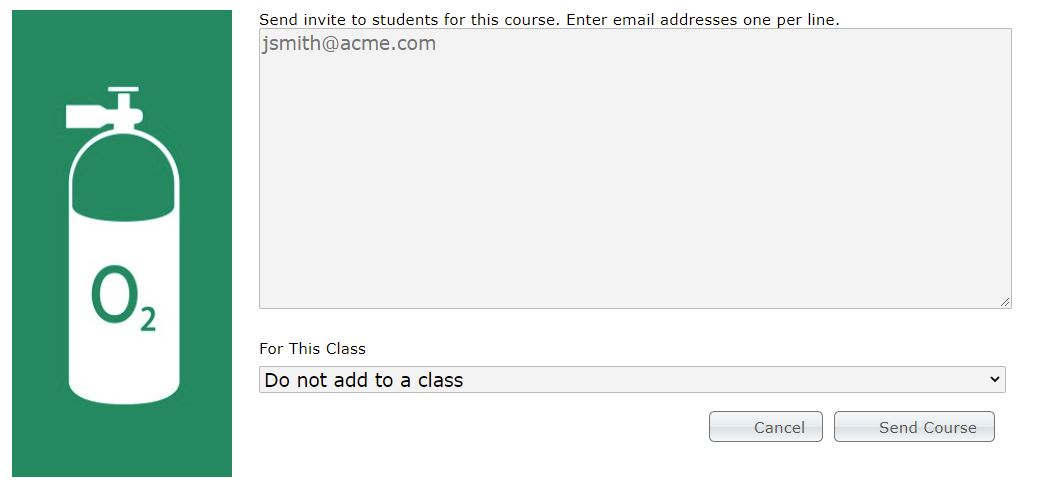 Send invite to students for this course. Enter email addresses one per line.
jsmith@acme.com
O2
For This Class
Do not add to a class
Cancel
Send Course